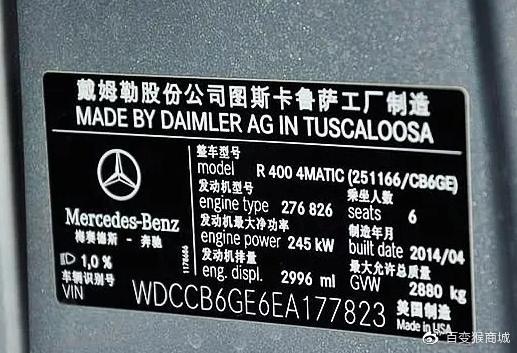 戴姆勒股份公司图斯卡鲁萨工厂制造
MADE BY DAIMLER AG IN TUSCALOOSA
整车型号
model R 400 4MATIC (251166/CB6GE)
发动机型号 乘坐人数
engine type 276 826 seats 6
发动机最大净功率 制造年月
engine power 245 kW built date 2014/04
发动机排量 最大允许总质量
eng. displ. 2996 ml GVW 2880 kg
Mercedes-Benz
梅赛德斯 - 奔驰
1,0 %
车辆识别号
VIN WDCCB6GE6EA177823
美国制造
Made in USA
@百变猴商城